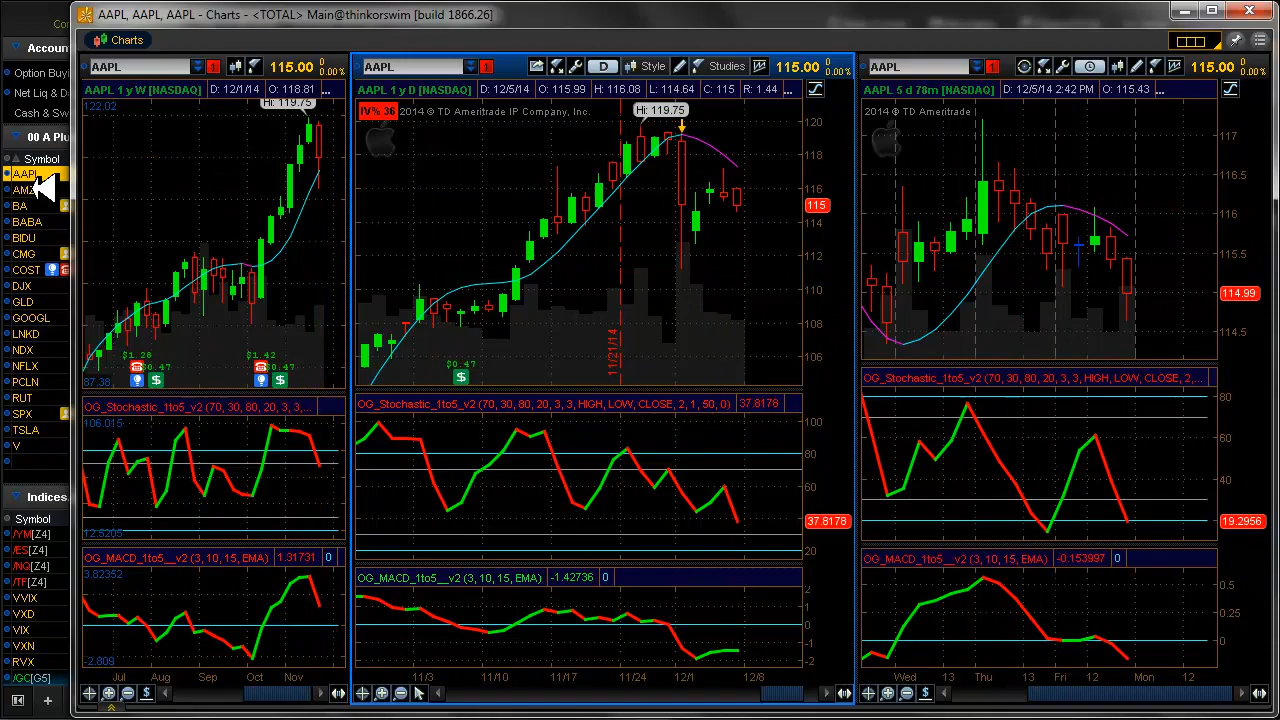 AAPL, AAPL, AAPL - Charts - <TOTAL> Main@thinkorswim [build 1866.26]
Charts
Accoun
Option Buyi
Net Liq & D
Cash & Sw
00 A Plu
Symbol
AAPL
AMZ
BA
BABA
BIDU
CMG
COST
DJX
GLD
GOOGL
LNKD
NDX
NFLX
PCLN
RUT
SPX
TSLA
V
Indices.
Symbol
/YM[Z4]
/ES[Z4]
/NQ[Z4]
/TF[Z4]
VVIX
VXD
VIX
VXN
RVX
/GC[G5]
AAPL 1 115.00 0 0.00%
AAPL 1 y W [NASDAQ] D: 12/1/14 O: 118.81 ...
122.02
Hi: 119.75
$1.28 $1.42
$0.47 $0.47
87.38
OG_Stochastic_1to5_v2 (70, 30, 80, 20, 3, 3,...
106.015
12.5205
OG_MACD_1to5__v2 (3, 10, 15, EMA) 1.31731 0
3.82352
-2.809
Jul Aug Sep Oct Nov
AAPL 1 D Style Studies 115.00 0 0.00%
AAPL 1 y D [NASDAQ] D: 12/5/14 O: 115.99 H: 116.08 L: 114.64 C: 115 R: 1.44 ...
IV% 36 2014 © TD Ameritrade IP Company, Inc.
Hi: 119.75
120
118
116
115
114
112
110
108
106
11/21/14
$0.47
OG_Stochastic_1to5_v2 (70, 30, 80, 20, 3, 3, HIGH, LOW, CLOSE, 2, 1, 50, 0) 37.8178
100
80
60
37.8178
20
OG_MACD_1to5__v2 (3, 10, 15, EMA) -1.42736 0
2
1
0
-1
-2
11/3 11/10 11/17 11/24 12/1 12/8
AAPL 1 115.00 0 0.00%
AAPL 5 d 78m [NASDAQ] D: 12/5/14 2:42 PM O: 115.43 ...
2014 © TD Ameritrade
117
116.5
116
115.5
114.99
114.5
OG_Stochastic_1to5_v2 (70, 30, 80, 20, 3, 3, HIGH, LOW, CLOSE, 2,...
80
60
40
19.2956
OG_MACD_1to5__v2 (3, 10, 15, EMA) -0.153997 0
0.5
0.25
0
Wed 13 Thu 13 Fri 12 Mon 12